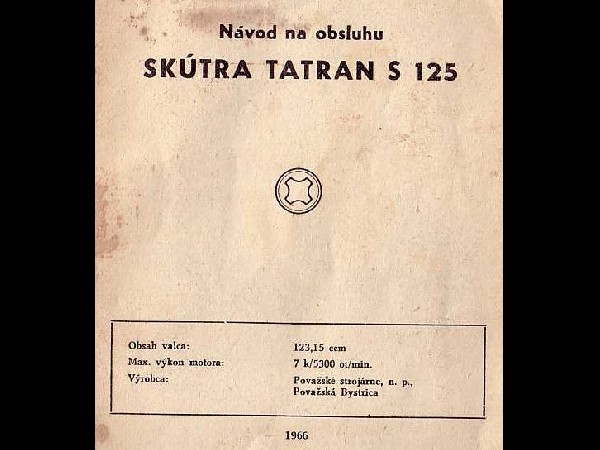 Návod na obsluhu
SKÚTRA TATRAN S 125
Obsah valca: 123,15 ccm
Max. výkon motora: 7 k/5300 ot/min.
Výrobca: Považské strojárne, n. p.,
Považská Bystrica
1966